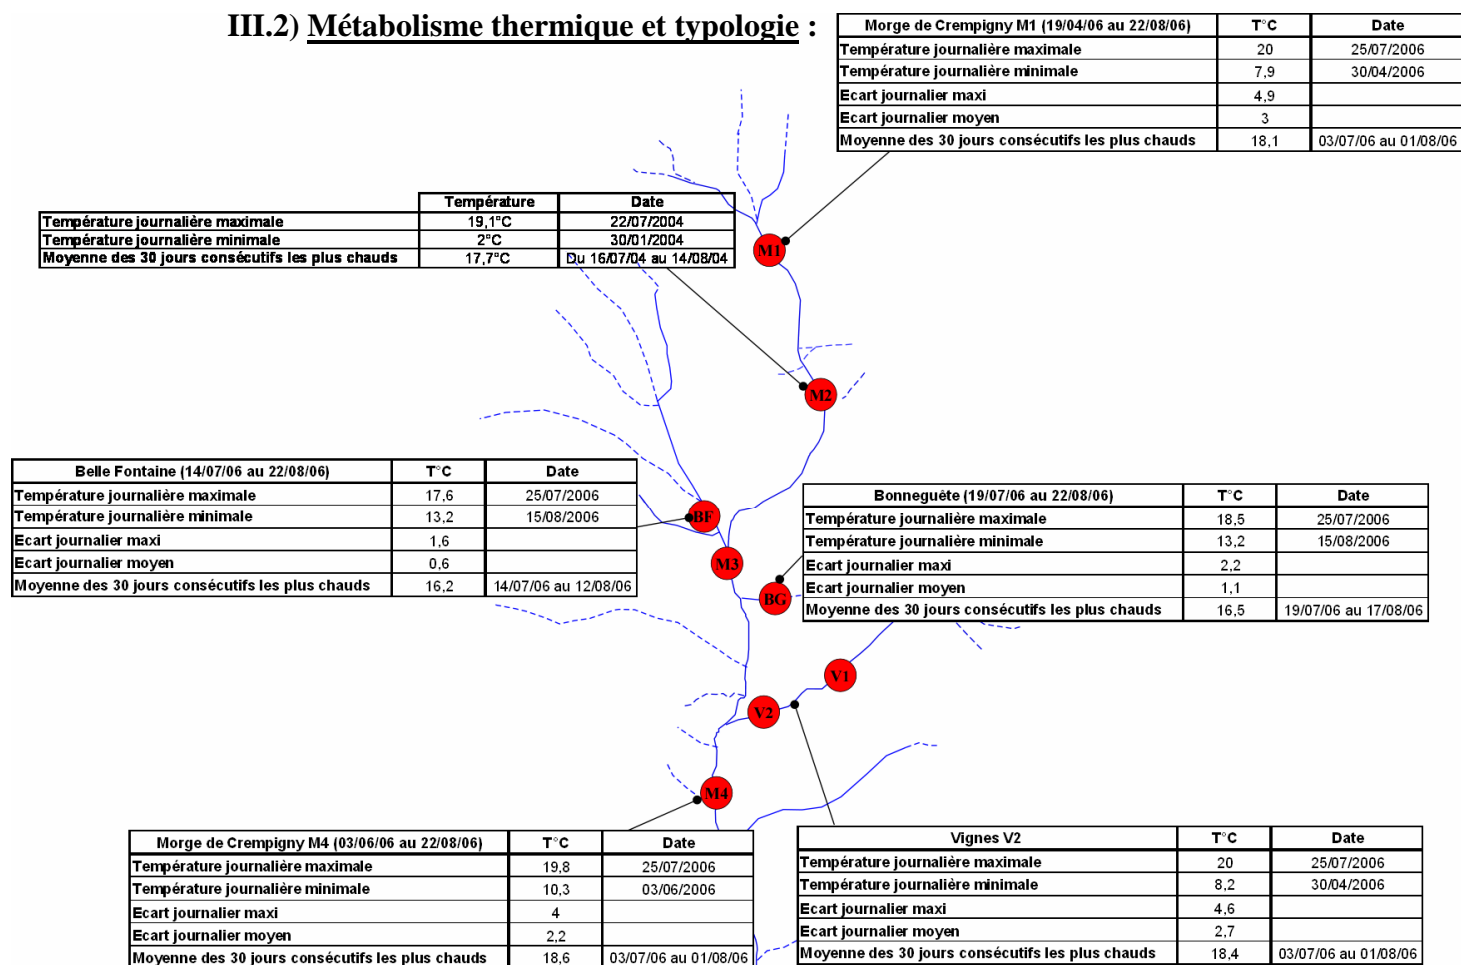 III.2) Métabolisme thermique et typologie :
Morge de Crempigny M1 (19/04/06 au 22/08/06) T°C Date
Température journalière maximale 20 25/07/2006
Température journalière minimale 7,9 30/04/2006
Ecart journalier maxi 4,9
Ecart journalier moyen 3
Moyenne des 30 jours consécutifs les plus chauds 18,1 03/07/06 au 01/08/06
Température Date
Température journalière maximale 19,1°C 22/07/2004
Température journalière minimale 2°C 30/01/2004
Moyenne des 30 jours consécutifs les plus chauds 17,7°C Du 16/07/04 au 14/08/04
M1
M2
Belle Fontaine (14/07/06 au 22/08/06) T°C Date
Température journalière maximale 17,6 25/07/2006
Température journalière minimale 13,2 15/08/2006
Ecart journalier maxi 1,6
Ecart journalier moyen 0,6
Moyenne des 30 jours consécutifs les plus chauds 16,2 14/07/06 au 12/08/06
BF
M3
BG
Bonneguète (19/07/06 au 22/08/06) T°C Date
Température journalière maximale 18,5 25/07/2006
Température journalière minimale 13,2 15/08/2006
Ecart journalier maxi 2,2
Ecart journalier moyen 1,1
Moyenne des 30 jours consécutifs les plus chauds 16,5 19/07/06 au 17/08/06
V1
V2
M4
Morge de Crempigny M4 (03/06/06 au 22/08/06) T°C Date
Température journalière maximale 19,8 25/07/2006
Température journalière minimale 10,3 03/06/2006
Ecart journalier maxi 4
Ecart journalier moyen 2,2
Moyenne des 30 jours consécutifs les plus chauds 18,6 03/07/06 au 01/08/06
Vignes V2 T°C Date
Température journalière maximale 20 25/07/2006
Température journalière minimale 8,2 30/04/2006
Ecart journalier maxi 4,6
Ecart journalier moyen 2,7
Moyenne des 30 jours consécutifs les plus chauds 18,4 03/07/06 au 01/08/06